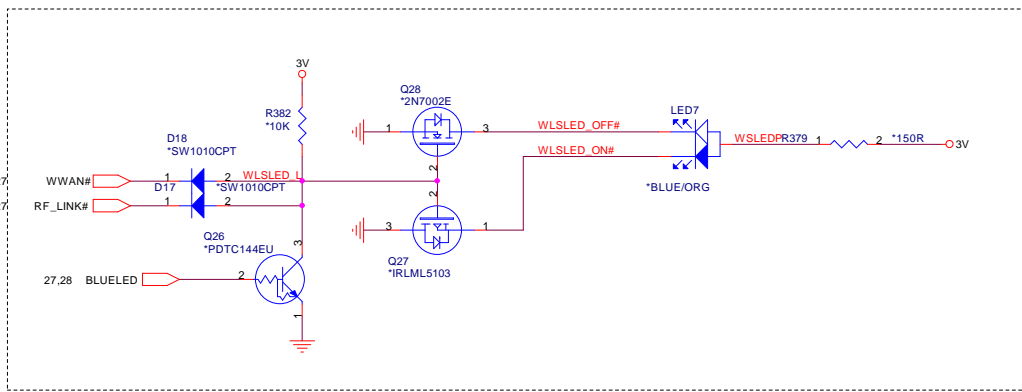 3V
Q28
*2N7002E
LED7
R382
*10K
1
3
WLSLED_OFF#
D18
*SW1010CPT
2
WSLEDP
R379
1
2
*150R
3V
WLSLED_ON#
27
WWAN#
1
2
WLSLED_L
D17
*SW1010CPT
*BLUE/ORG
2
27
RF_LINK#
1
2
3
1
Q26
*PDTC144EU
3
Q27
*IRLML5103
27,28
BLUELED
2
1